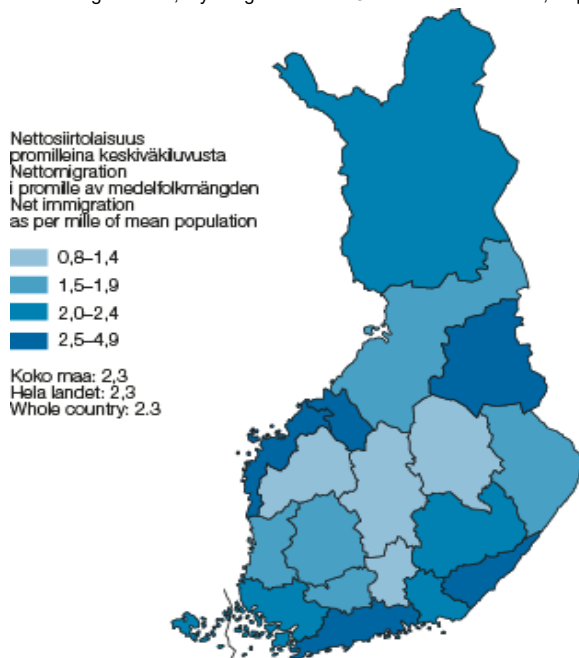 Nettosiirtolaisuus
promilleina keskiväkiluvusta
Nettomigration
i promille av medelfolkmängden
Net immigration
as per mille of mean population
0,8–1,4
1,5–1,9
2,0–2,4
2,5–4,9
Koko maa: 2,3
Hela landet: 2,3
Whole country: 2.3